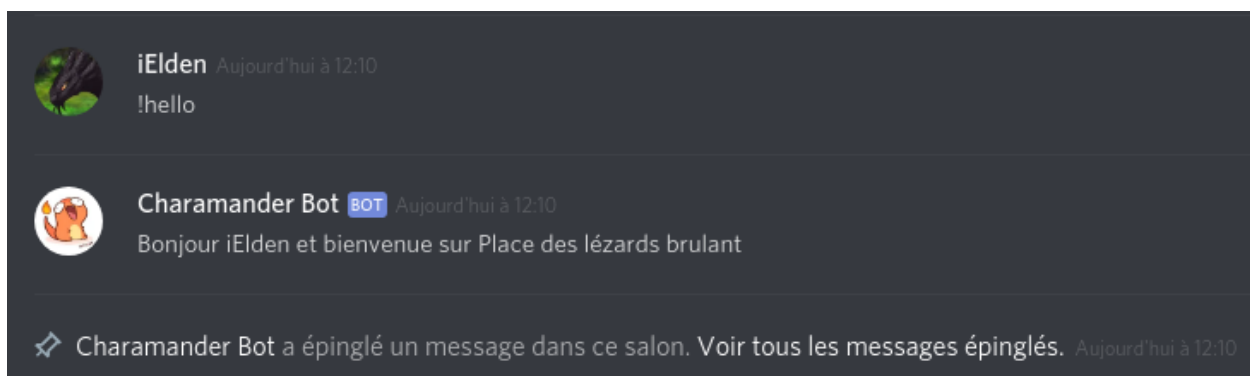 iElden Aujourd'hui à 12:10
!hello
Charamander Bot BOT Aujourd'hui à 12:10
Bonjour iElden et bienvenue sur Place des lézards brulant
Charamander Bot a épinglé un message dans ce salon. Voir tous les messages épinglés. Aujourd'hui à 12:10